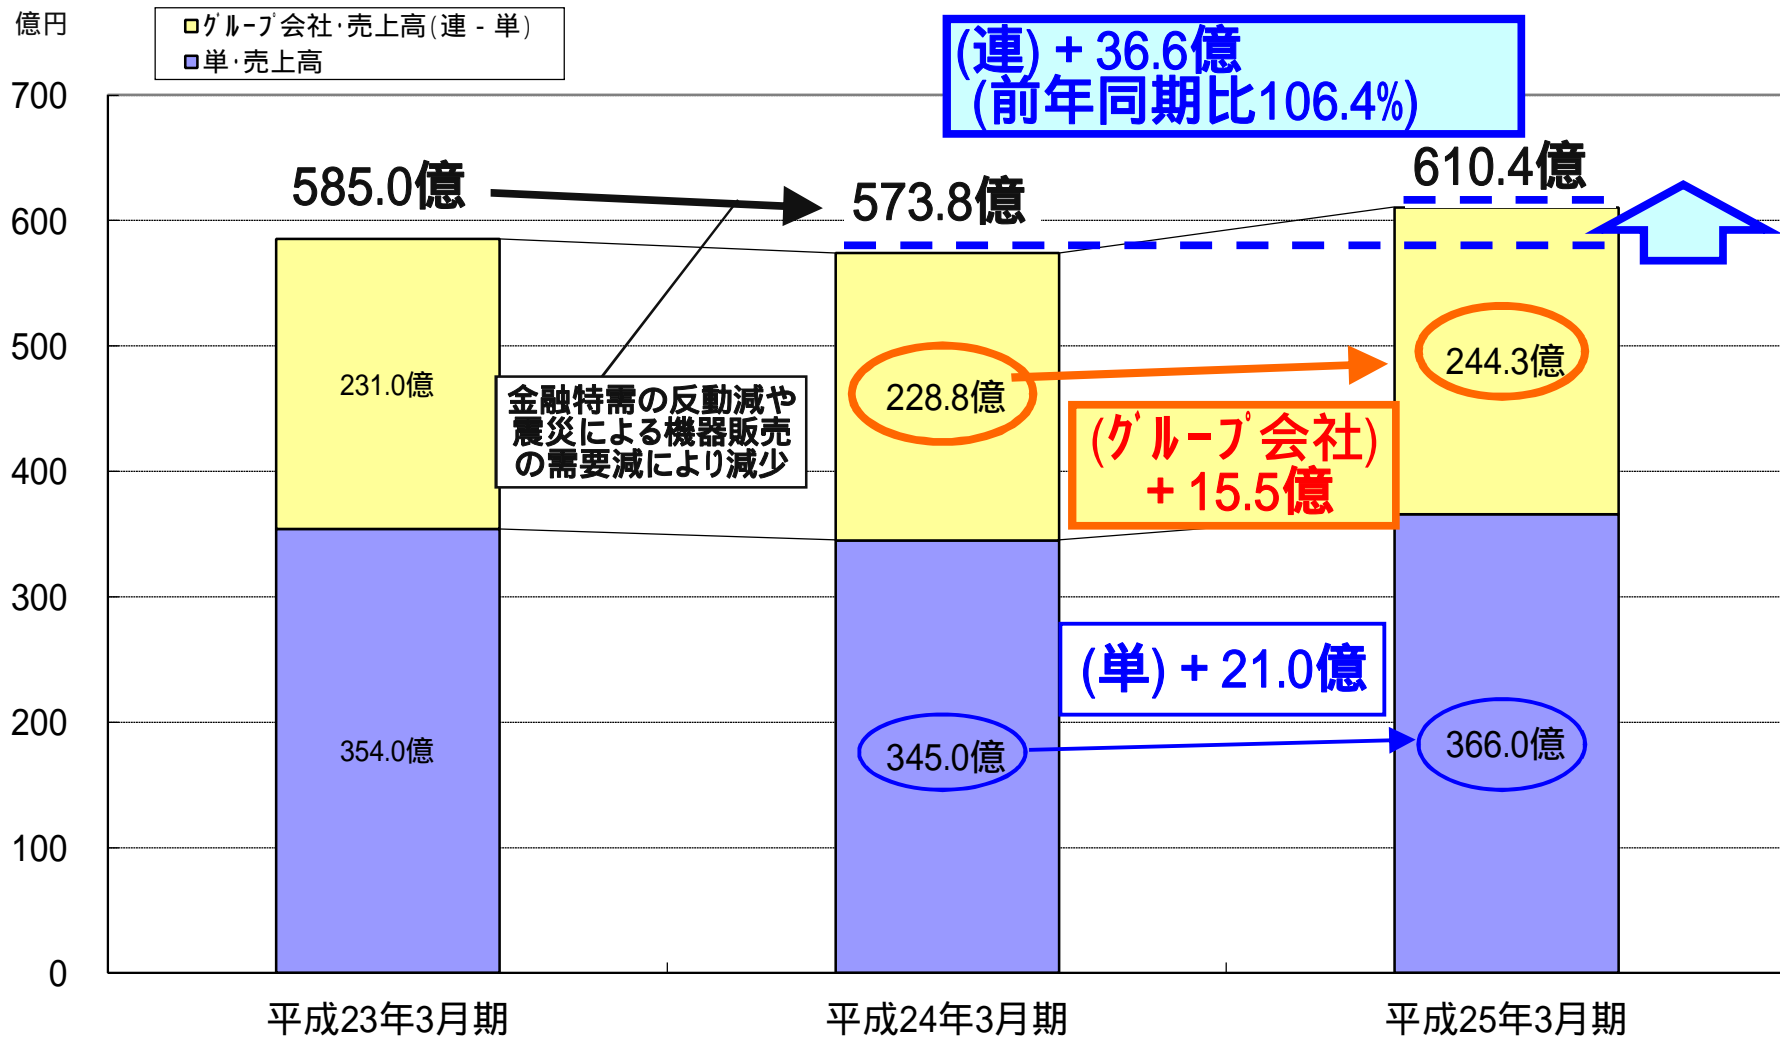 億円
グループ会社・売上高(連 - 単)
単・売上高
(連) + 36.6億
(前年同期比106.4%)
700
600
500
400
300
200
100
0
585.0億
573.8億
610.4億
231.0億
228.8億
244.3億
金融特需の反動減や
震災による機器販売
の需要減により減少
(グループ会社)
+ 15.5億
(単) + 21.0億
354.0億
345.0億
366.0億
平成23年3月期
平成24年3月期
平成25年3月期